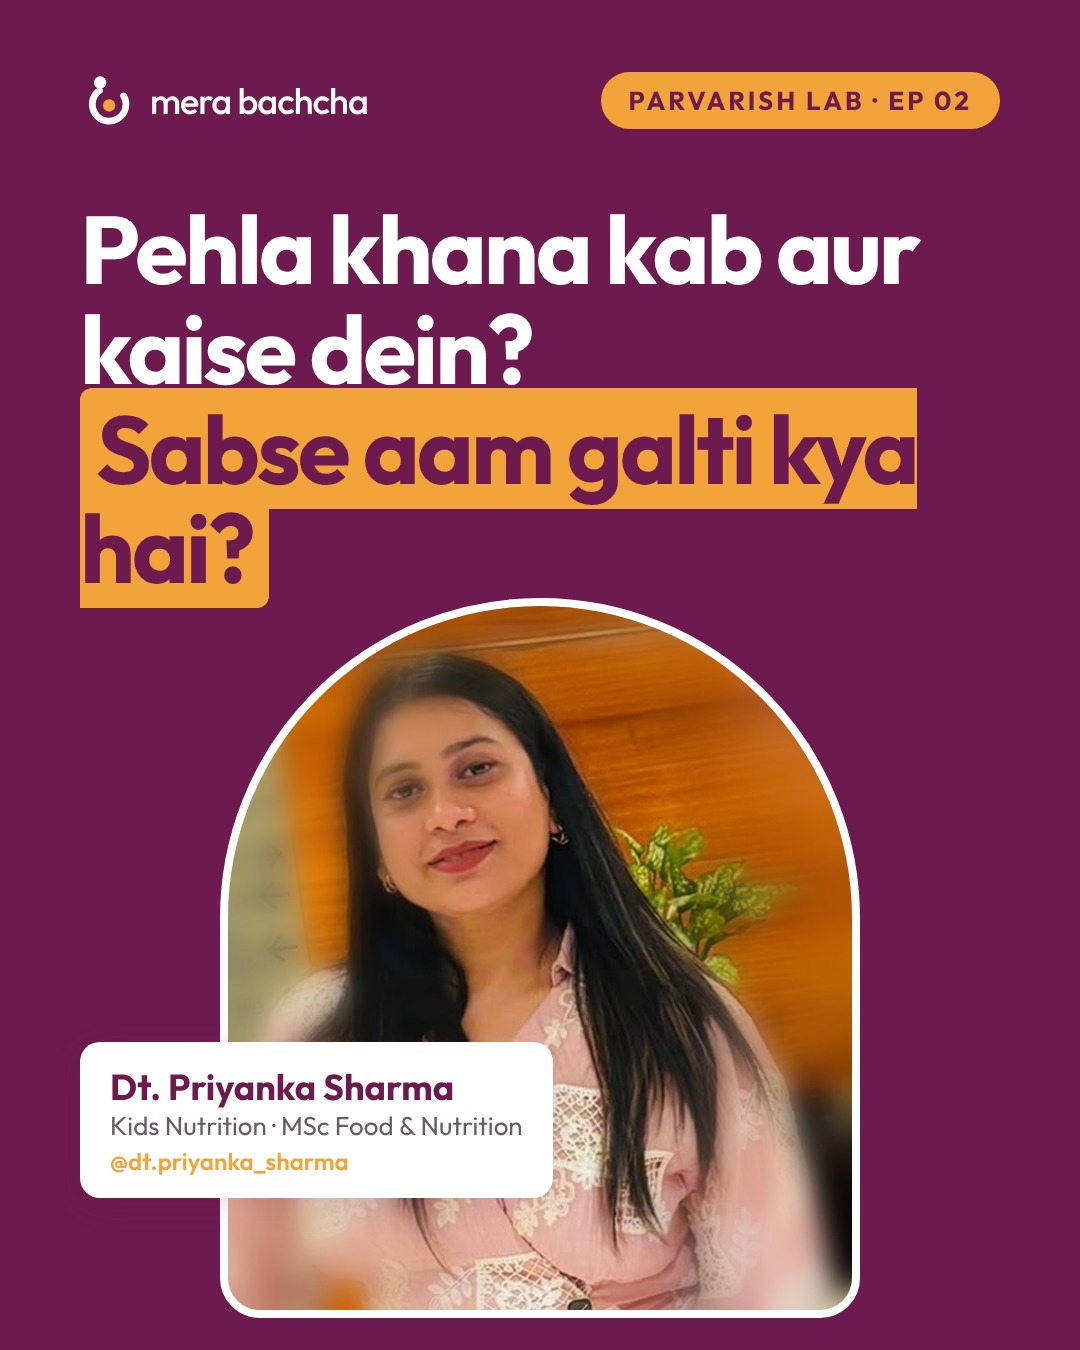 mera bachcha
PARVARISH LAB · EP 02
Pehla khana kab aur
kaise dein?
Sabse aam galti kya
hai?
Dt. Priyanka Sharma
Kids Nutrition · MSc Food & Nutrition
@dt.priyanka_sharma